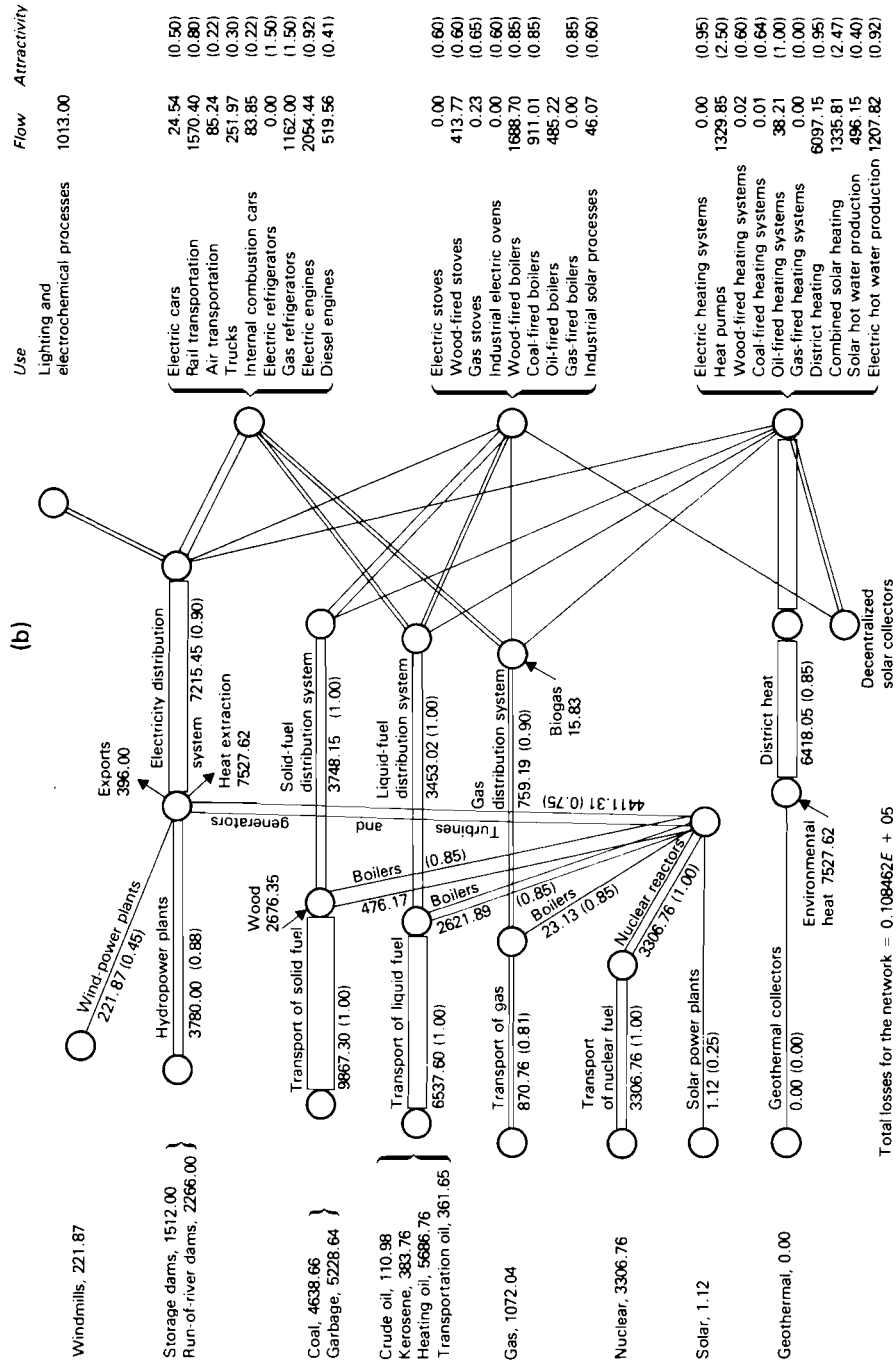 (b)
Use Flow Attractivity
Lighting and
electrochemical processes 1013.00
Electric cars 24.54 (0.50)
Rail transportation 1570.40 (0.80)
Air transportation 85.24 (0.22)
Trucks 251.97 (0.30)
Internal combustion cars 83.85 (0.22)
Electric refrigerators 0.00 (1.50)
Gas refrigerators 1162.00 (1.50)
Electric engines 2054.44 (0.92)
Diesel engines 519.56 (0.41)
Electric stoves 0.00 (0.60)
Wood-fired stoves 413.77 (0.60)
Gas stoves 0.23 (0.65)
Industrial electric ovens 0.00 (0.60)
Wood-fired boilers 1688.70 (0.85)
Coal-fired boilers 911.01 (0.85)
Oil-fired boilers 485.22
Gas-fired boilers 0.00 (0.85)
Industrial solar processes 46.07 (0.60)
Electric heating systems 0.00 (0.95)
Heat pumps 1329.85 (2.50)
Wood-fired heating systems 0.02 (0.60)
Coal-fired heating systems 0.01 (0.64)
Oil-fired heating systems 38.21 (1.00)
Gas-fired heating systems 0.00 (0.00)
District heating 6097.15 (0.95)
Combined solar heating 1335.81 (2.47)
Solar hot water production 496.15 (0.40)
Electric hot water production 1207.82 (0.92)
Windmills, 221.87
Wind-power plants
221.87 (0.45)
Storage dams, 1512.00
Run-of-river dams, 2266.00
Hydropower plants
3780.00 (0.88)
Exports
396.00
Electricity distribution
system 7215.45 (0.90)
Heat extraction
7527.62
Coal, 4638.66
Garbage, 5228.64
Transport of solid fuel
9867.30 (1.00)
Wood
2676.35
Solid-fuel
distribution system
3748.15 (1.00)
Boilers (0.85)
476.17
Crude oil, 110.98
Kerosene, 383.76
Heating oil, 5686.76
Transportation oil, 361.65
Transport of liquid fuel
6537.60 (1.00)
Liquid-fuel
distribution system
3453.02 (1.00)
Boilers (0.85)
2621.89
Turbines and generators
4411.31 (0.75)
Gas, 1072.04
Transport of gas
870.76 (0.81)
Gas
distribution system
759.19 (0.90)
Biogas
15.83
Boilers
23.13 (0.85)
Nuclear, 3306.76
Transport
of nuclear fuel
3306.76 (1.00)
Nuclear reactors
3306.76 (1.00)
Solar, 1.12
Solar power plants
1.12 (0.25)
Geothermal, 0.00
Geothermal collectors
0.00 (0.00)
Environmental
heat 7527.62
District heat
6418.05 (0.85)
Decentralized
solar collectors
Total losses for the network = 0.108462E + 05